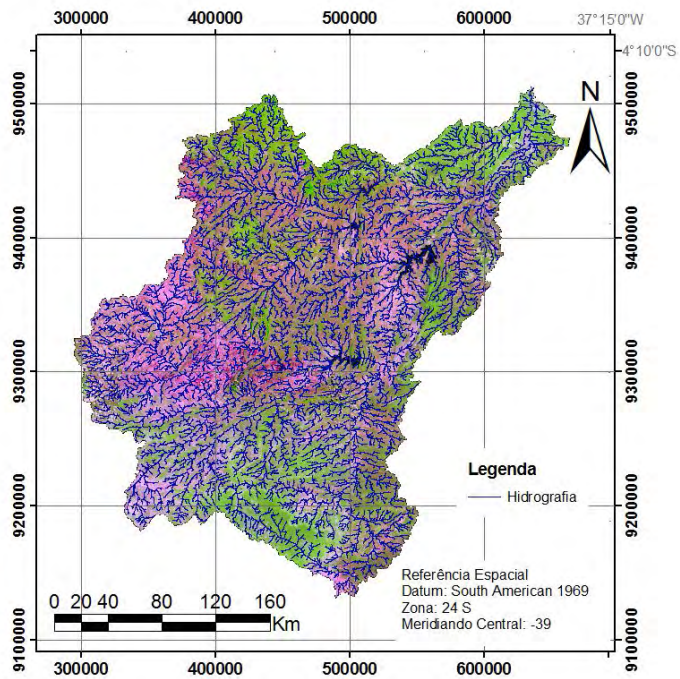 300000 400000 500000 600000 37°15'0"W
4°10'0"S
N
9500000 9500000
9400000 9400000
9300000 9300000
Legenda
Hidrografia
9200000 9200000
Referência Espacial
Datum: South American 1969
Zona: 24 S
Meridiando Central: -39
0 20 40 80 120 160
Km
9100000 9100000
300000 400000 500000 600000